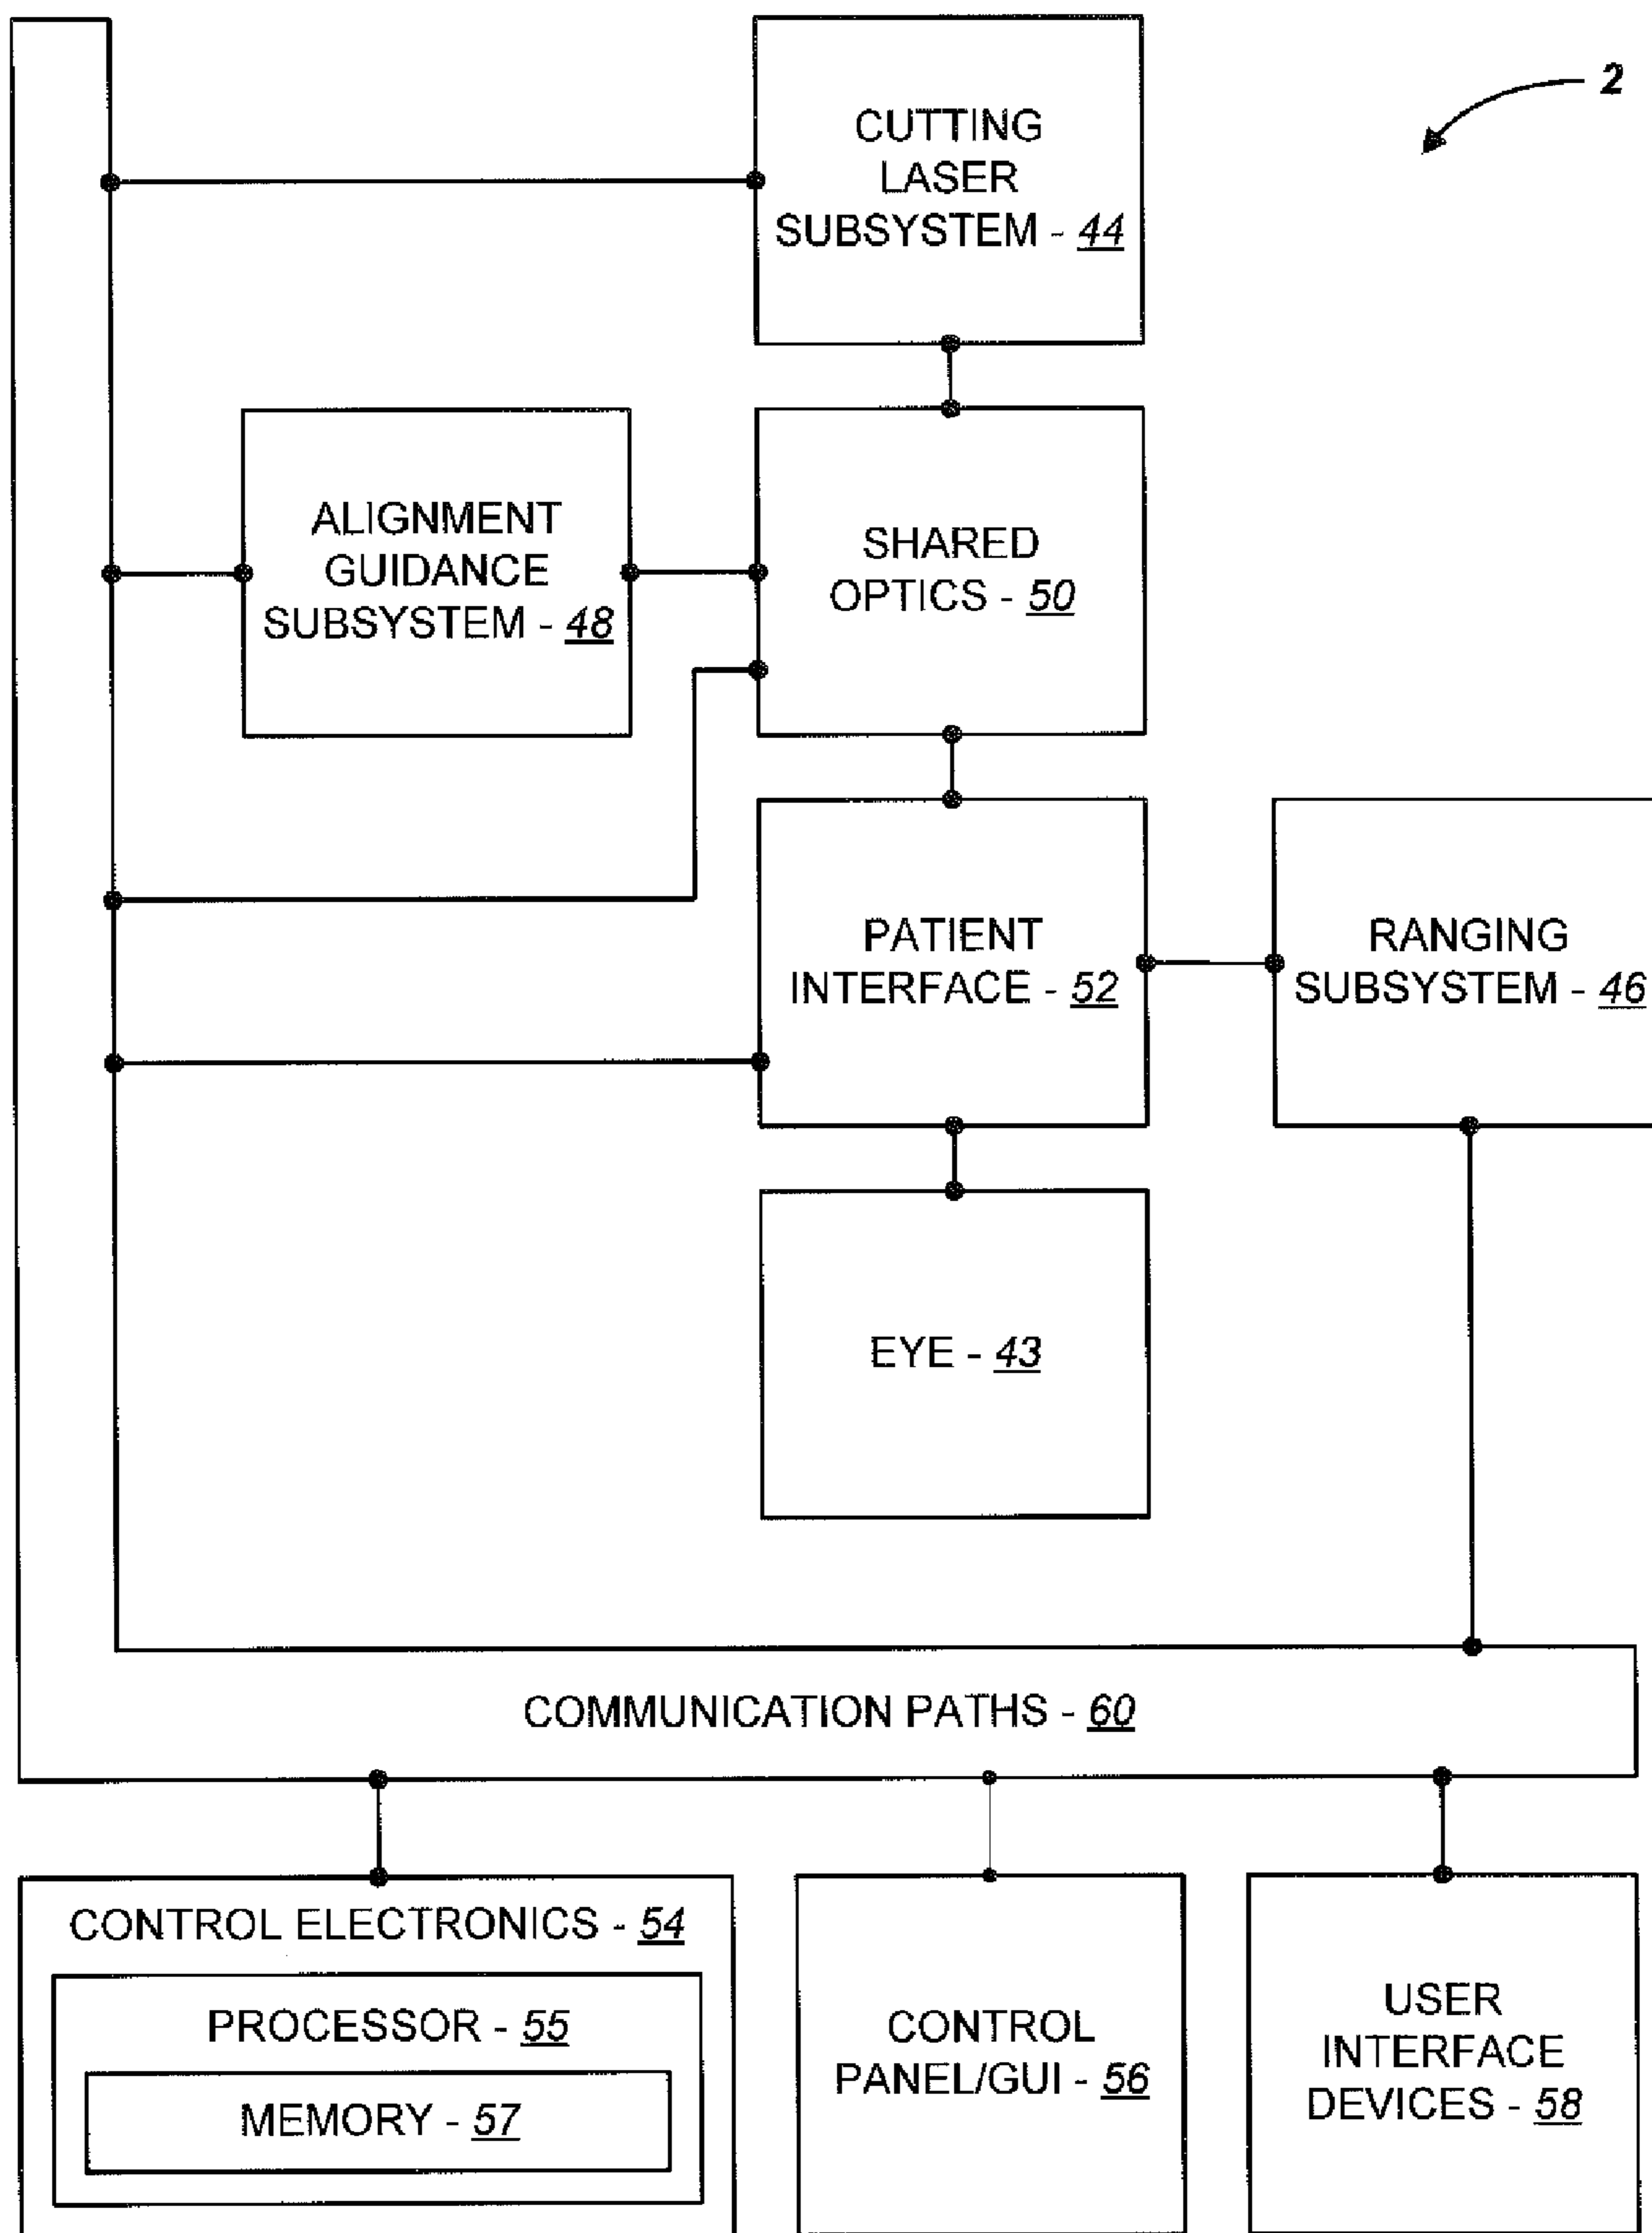 2
CUTTING
LASER
SUBSYSTEM - 44
ALIGNMENT
GUIDANCE
SUBSYSTEM - 48
SHARED
OPTICS - 50
PATIENT
INTERFACE - 52
RANGING
SUBSYSTEM - 46
EYE - 43
COMMUNICATION PATHS - 60
CONTROL ELECTRONICS - 54
PROCESSOR - 55
MEMORY - 57
CONTROL
PANEL/GUI - 56
USER
INTERFACE
DEVICES - 58